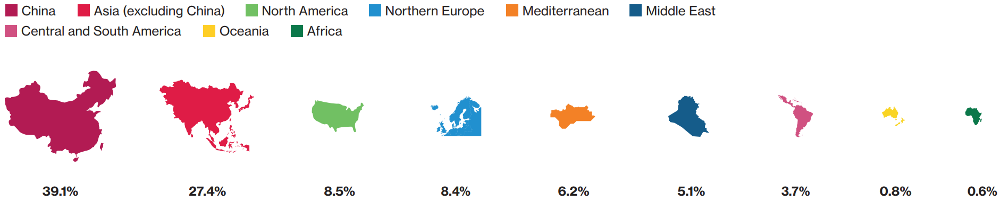 China Asia (excluding China) North America Northern Europe Mediterranean Middle East
Central and South America Oceania Africa
39.1% 27.4% 8.5% 8.4% 6.2% 5.1% 3.7% 0.8% 0.6%